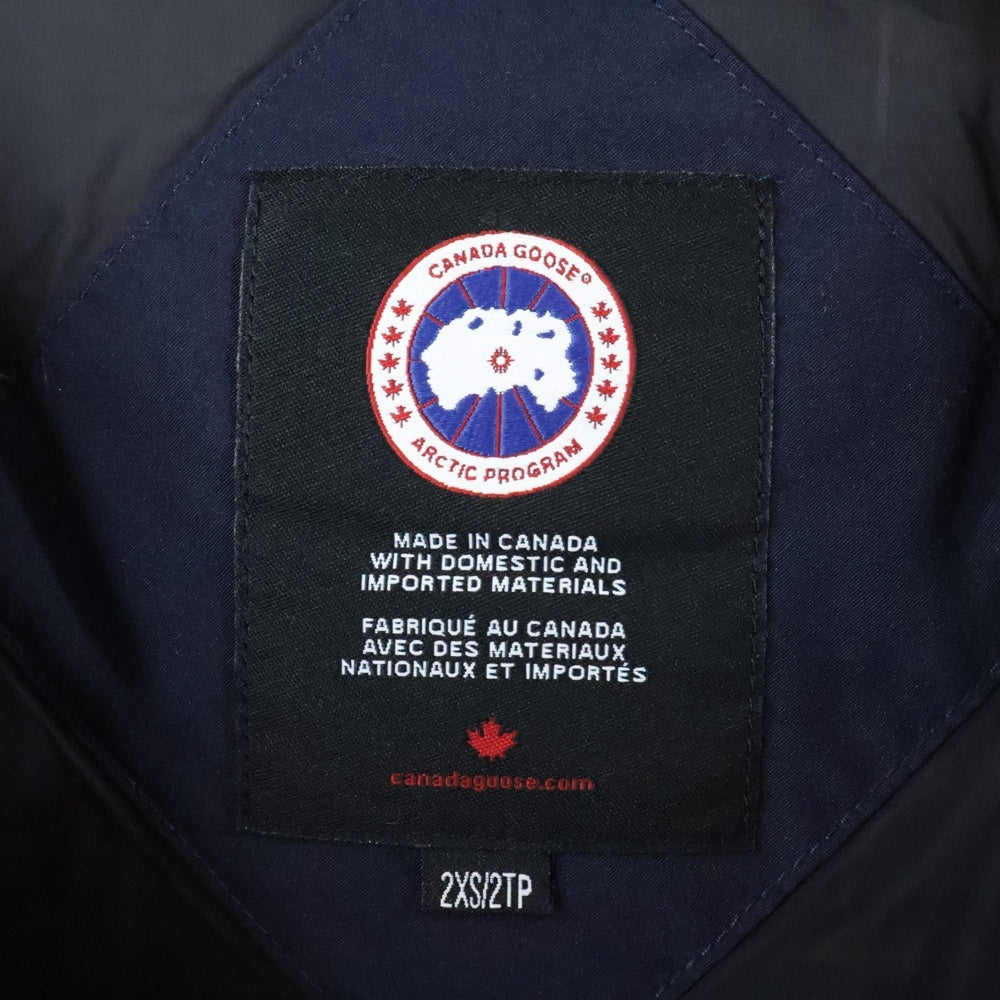 CANADA GOOSE®
ARCTIC PROGRAM
MADE IN CANADA
WITH DOMESTIC AND
IMPORTED MATERIALS
FABRIQUÉ AU CANADA
AVEC DES MATERIAUX
NATIONAUX ET IMPORTÉS
canadagoose.com
2XS/2TP